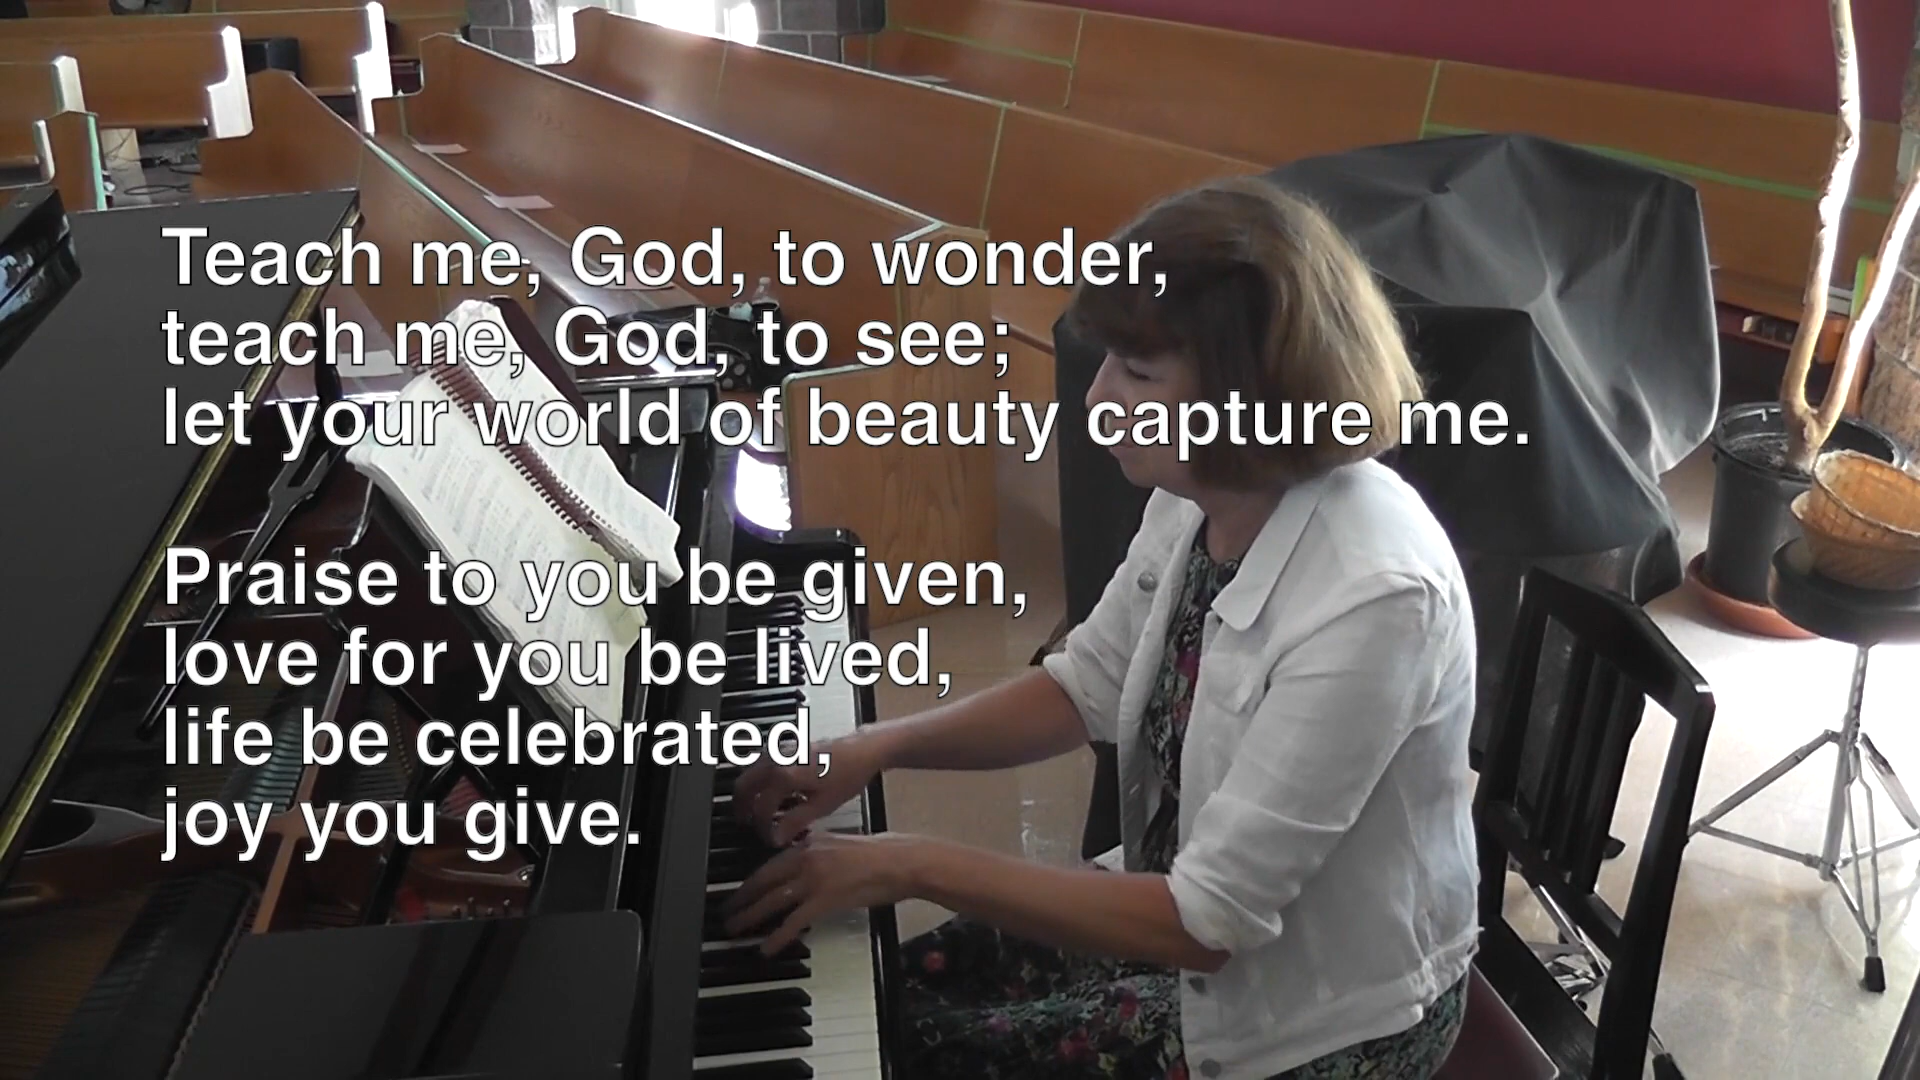 Teach me, God, to wonder,
teach me, God, to see;
let your world of beauty capture me.
Praise to you be given,
love for you be lived,
life be celebrated,
joy you give.